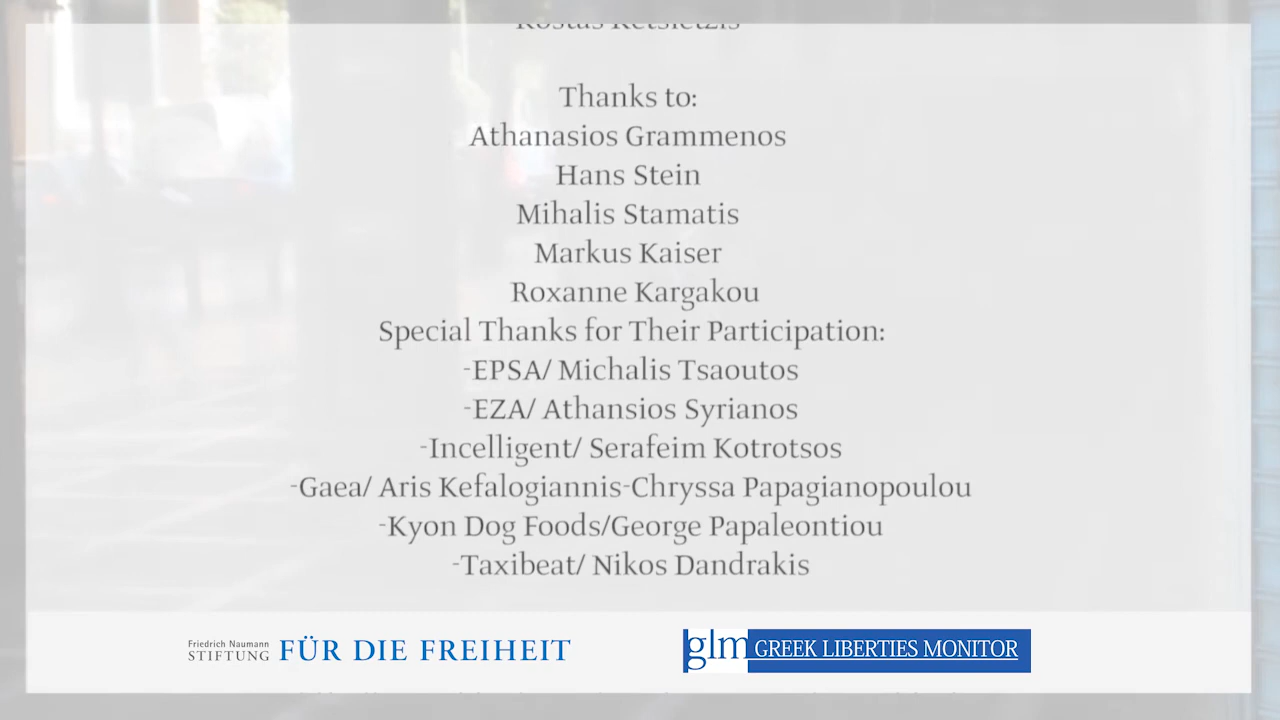 Thanks to:
Athanasios Grammenos
Hans Stein
Mihalis Stamatis
Markus Kaiser
Roxanne Kargakou
Special Thanks for Their Participation:
-EPSA/ Michalis Tsaoutos
-EZA/ Athansios Syrianos
-Incelligent/ Serafeim Kotrotsos
-Gaea/ Aris Kefalogiannis-Chryssa Papagianopoulou
-Kyon Dog Foods/George Papaleontiou
-Taxibeat/ Nikos Dandrakis
Friedrich Naumann
STIFTUNG FÜR DIE FREIHEIT
glm GREEK LIBERTIES MONITOR